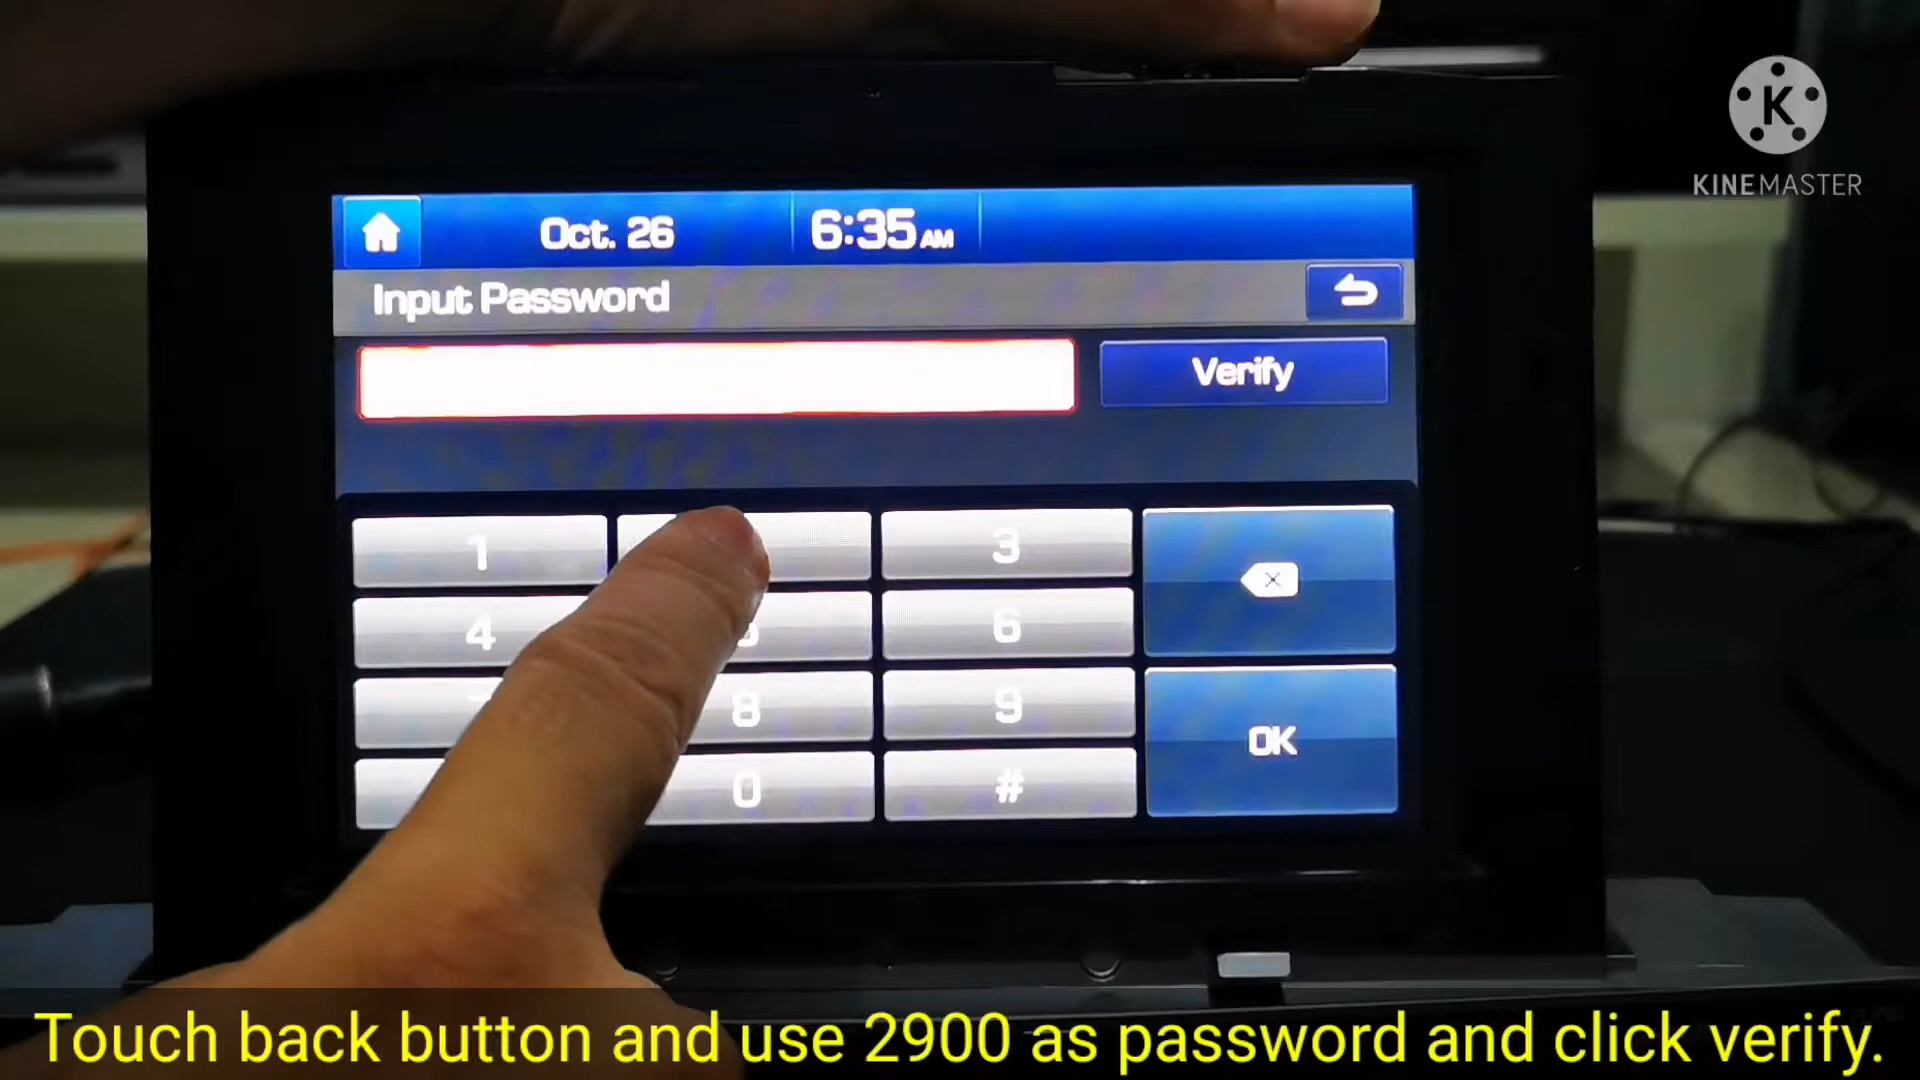 K
KINEMASTER
Oct. 26
6:35 AM
Input Password
Verify
1
3
4
6
8
9
OK
0
#
Touch back button and use 2900 as password and click verify.